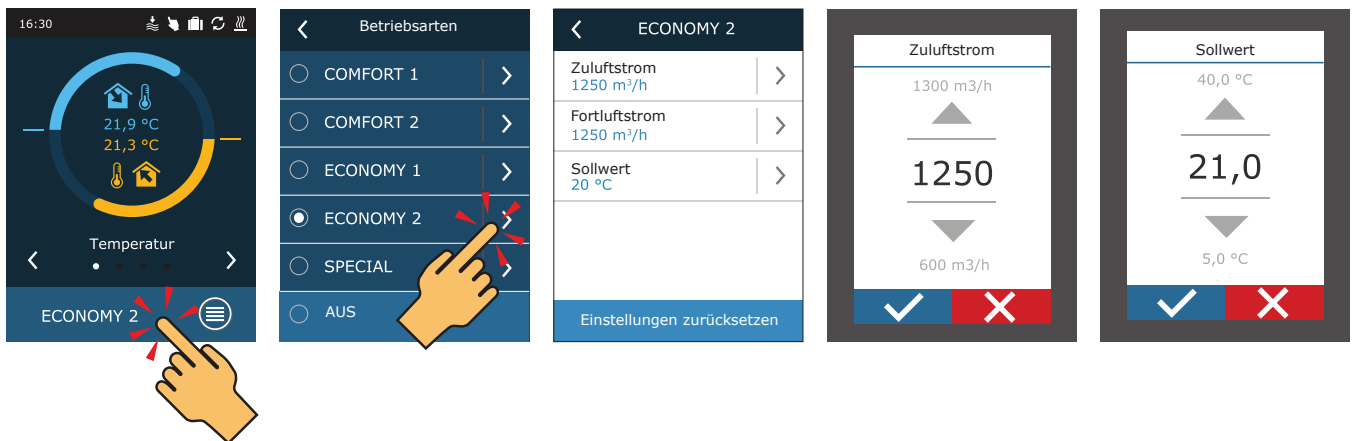 16:30
21,9 °C
21,3 °C
Temperatur
ECONOMY 2
Betriebsarten
COMFORT 1
COMFORT 2
ECONOMY 1
ECONOMY 2
SPECIAL
AUS
ECONOMY 2
Zuluftstrom
1250 m³/h
Fortluftstrom
1250 m³/h
Sollwert
20 °C
Einstellungen zurücksetzen
Zuluftstrom
1300 m3/h
1250
600 m3/h
Sollwert
40,0 °C
21,0
5,0 °C